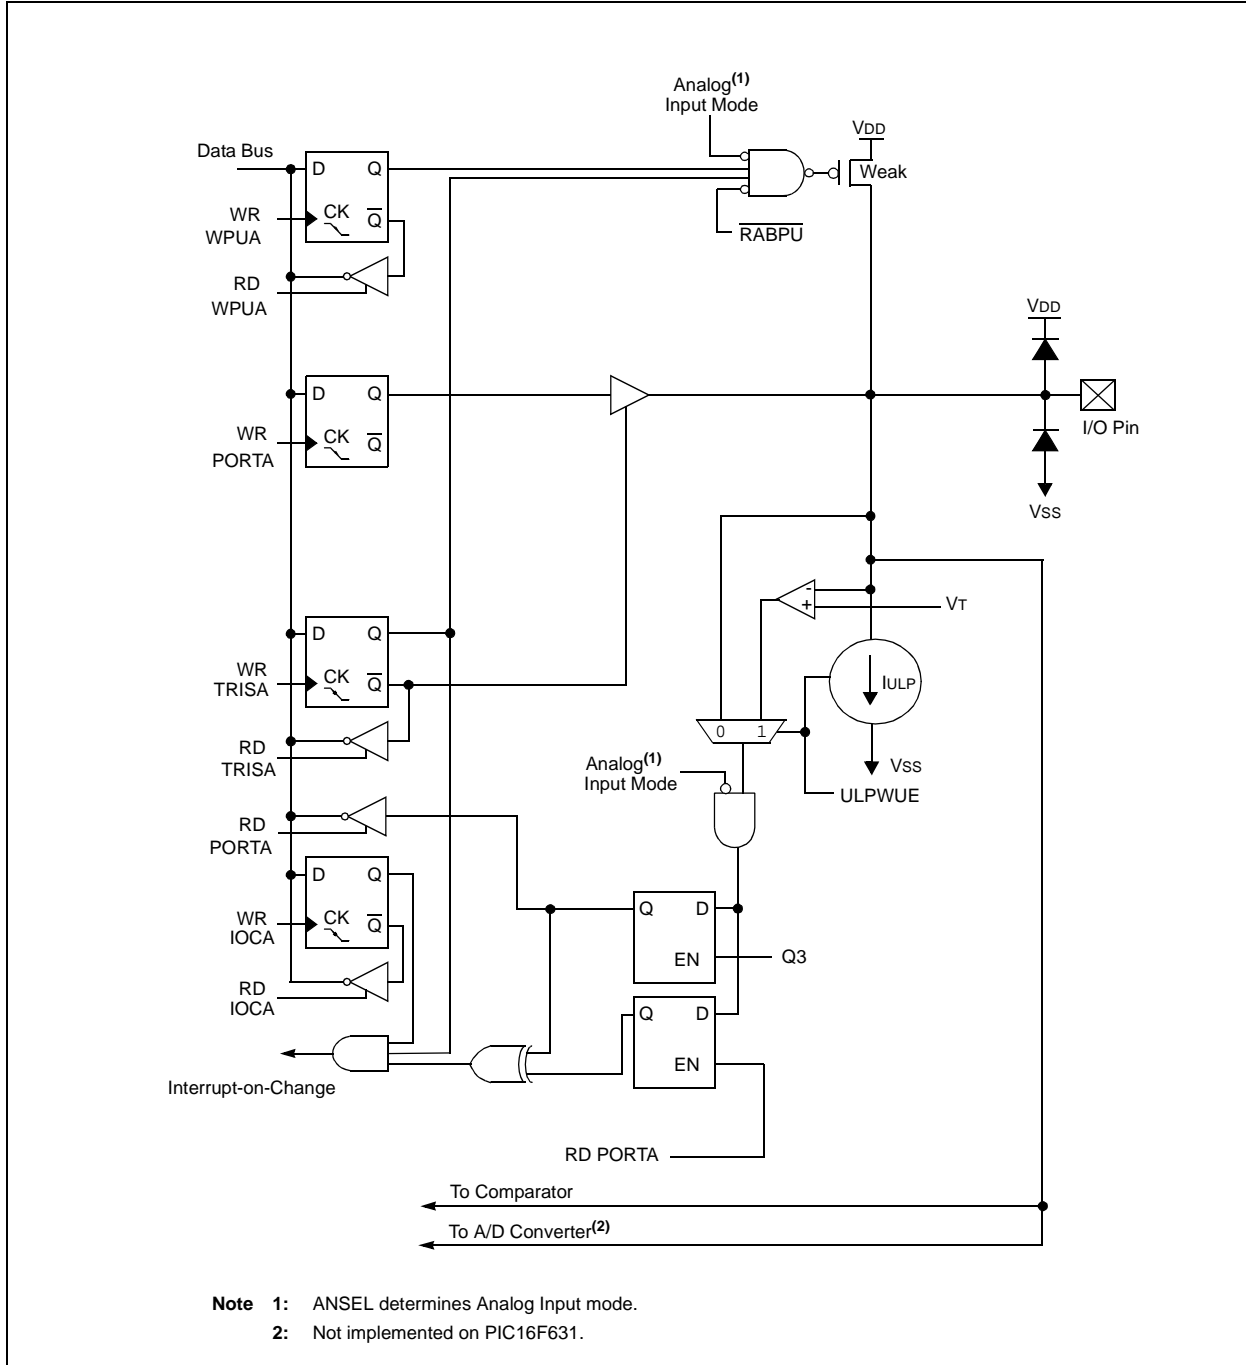 Analog(1)
Input Mode
VDD
Data Bus
D Q
Weak
WR
WPUA
CK Q
RABPU
RD
WPUA
VDD
D Q
WR
PORTA
CK Q
I/O Pin
VSS
- 
+
VT
D Q
WR
TRISA
CK Q
IULP
0 1
RD
TRISA
Analog(1)
Input Mode
VSS
ULPWUE
RD
PORTA
D Q
WR
IOCA
CK Q
Q D
EN
Q3
RD
IOCA
Q D
EN
Interrupt-on-Change
RD PORTA
To Comparator
To A/D Converter(2)
Note 1: ANSEL determines Analog Input mode.
2: Not implemented on PIC16F631.